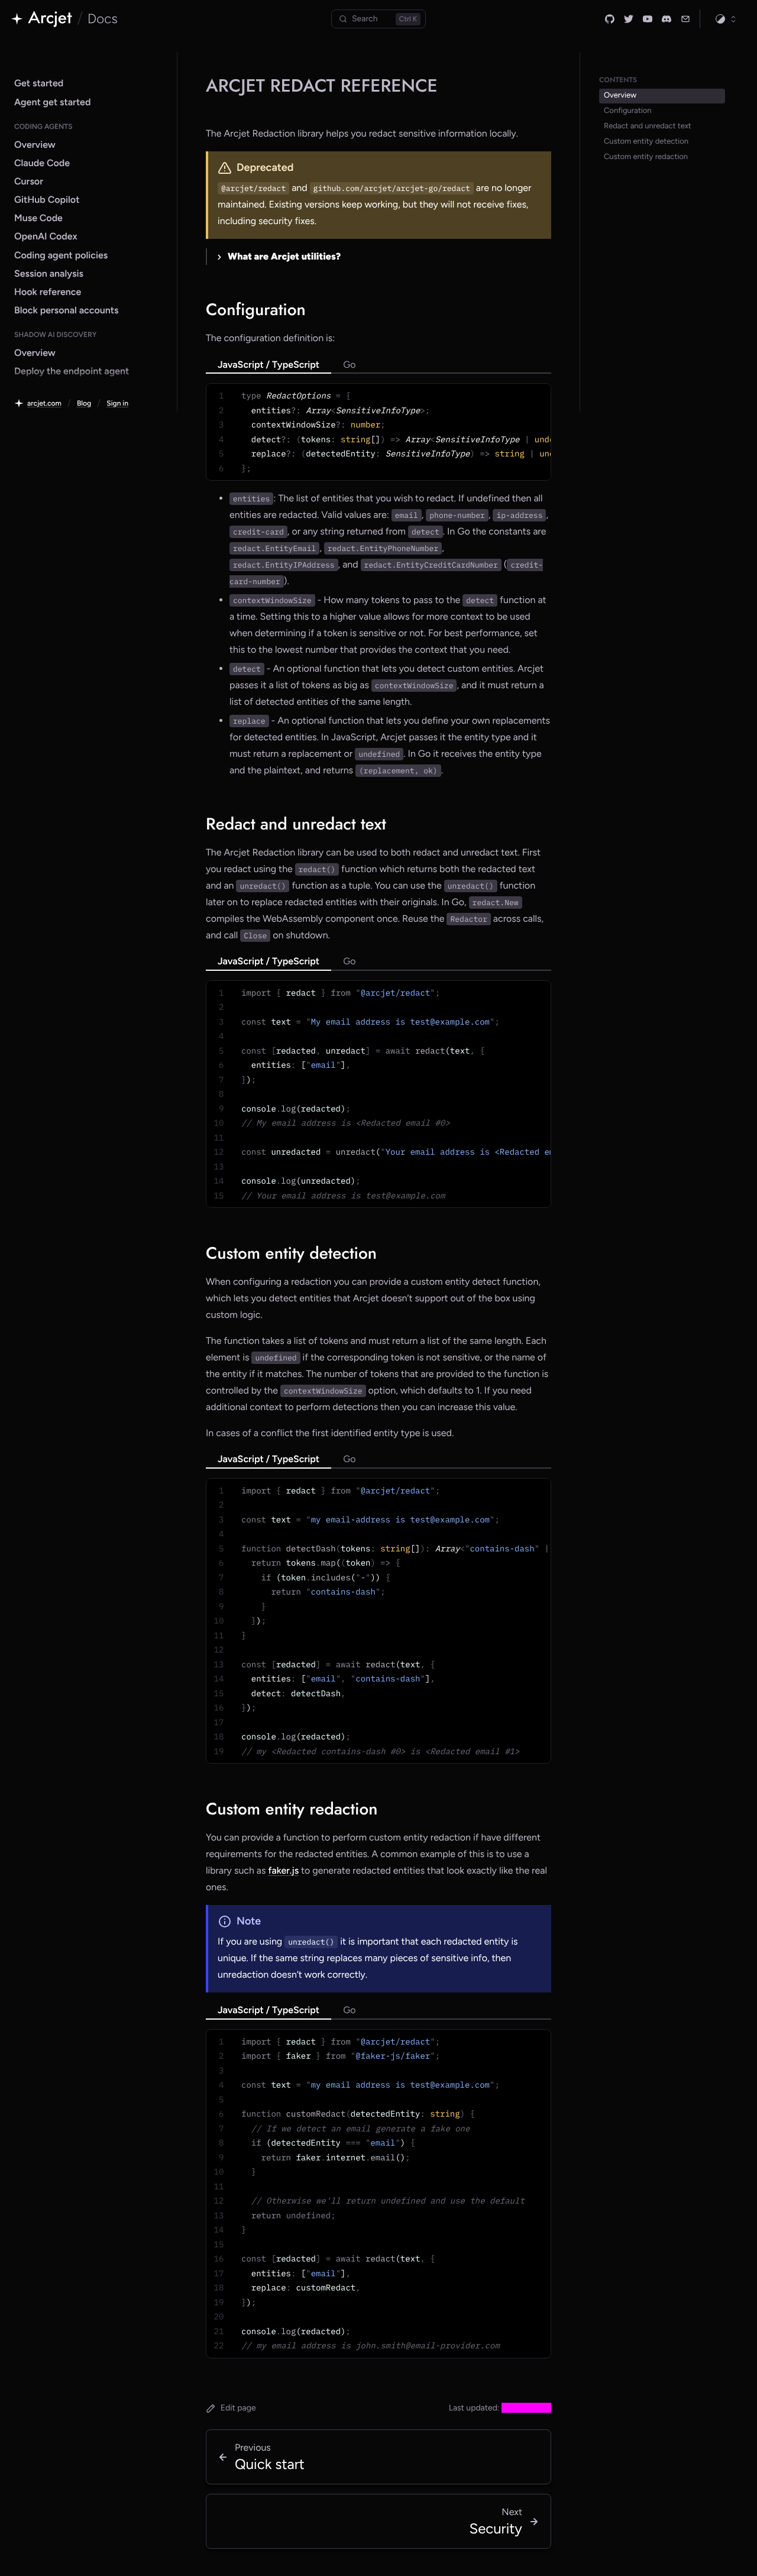 Arcjet / Docs
Search Ctrl K
Get started
Agent get started
CODING AGENTS
Overview
Claude Code
Cursor
GitHub Copilot
Muse Code
OpenAI Codex
Coding agent policies
Session analysis
Hook reference
Block personal accounts
SHADOW AI DISCOVERY
Overview
Deploy the endpoint agent
arcjet.com / Blog / Sign in
CONTENTS
Overview
Configuration
Redact and unredact text
Custom entity detection
Custom entity redaction
ARCJET REDACT REFERENCE
The Arcjet Redaction library helps you redact sensitive information locally.
Deprecated
@arcjet/redact and github.com/arcjet/arcjet-go/redact are no longer
maintained. Existing versions keep working, but they will not receive fixes,
including security fixes.
What are Arcjet utilities?
Configuration
The configuration definition is:
JavaScript / TypeScript Go
1 type RedactOptions = {
2 entities?: Array<SensitiveInfoType>;
3 contextWindowSize?: number;
4 detect?: (tokens: string[]) => Array<SensitiveInfoType | unde
5 replace?: (detectedEntity: SensitiveInfoType) => string | und
6 };
• entities: The list of entities that you wish to redact. If undefined then all
entities are redacted. Valid values are: email, phone-number, ip-address,
credit-card, or any string returned from detect. In Go the constants are
redact.EntityEmail, redact.EntityPhoneNumber,
redact.EntityIPAddress, and redact.EntityCreditCardNumber (credit-
card-number).
• contextWindowSize - How many tokens to pass to the detect function at
a time. Setting this to a higher value allows for more context to be used
when determining if a token is sensitive or not. For best performance, set
this to the lowest number that provides the context that you need.
• detect - An optional function that lets you detect custom entities. Arcjet
passes it a list of tokens as big as contextWindowSize, and it must return a
list of detected entities of the same length.
• replace - An optional function that lets you define your own replacements
for detected entities. In JavaScript, Arcjet passes it the entity type and it
must return a replacement or undefined. In Go it receives the entity type
and the plaintext, and returns (replacement, ok).
Redact and unredact text
The Arcjet Redaction library can be used to both redact and unredact text. First
you redact using the redact() function which returns both the redacted text
and an unredact() function as a tuple. You can use the unredact() function
later on to replace redacted entities with their originals. In Go, redact.New
compiles the WebAssembly component once. Reuse the Redactor across calls,
and call Close on shutdown.
JavaScript / TypeScript Go
1 import { redact } from "@arcjet/redact";
2
3 const text = "My email address is test@example.com";
4
5 const [redacted, unredact] = await redact(text, {
6 entities: ["email"],
7 });
8
9 console.log(redacted);
10 // My email address is <Redacted email #0>
11
12 const unredacted = unredact("Your email address is <Redacted em
13
14 console.log(unredacted);
15 // Your email address is test@example.com
Custom entity detection
When configuring a redaction you can provide a custom entity detect function,
which lets you detect entities that Arcjet doesn't support out of the box using
custom logic.
The function takes a list of tokens and must return a list of the same length. Each
element is undefined if the corresponding token is not sensitive, or the name of
the entity if it matches. The number of tokens that are provided to the function is
controlled by the contextWindowSize option, which defaults to 1. If you need
additional context to perform detections then you can increase this value.
In cases of a conflict the first identified entity type is used.
JavaScript / TypeScript Go
1 import { redact } from "@arcjet/redact";
2
3 const text = "my email-address is test@example.com";
4
5 function detectDash(tokens: string[]): Array<"contains-dash" |
6 return tokens.map((token) => {
7 if (token.includes("-")) {
8 return "contains-dash";
9 }
10 });
11 }
12
13 const [redacted] = await redact(text, {
14 entities: ["email", "contains-dash"],
15 detect: detectDash,
16 });
17
18 console.log(redacted);
19 // my <Redacted contains-dash #0> is <Redacted email #1>
Custom entity redaction
You can provide a function to perform custom entity redaction if have different
requirements for the redacted entities. A common example of this is to use a
library such as faker.js to generate redacted entities that look exactly like the real
ones.
Note
If you are using unredact() it is important that each redacted entity is
unique. If the same string replaces many pieces of sensitive info, then
unredaction doesn't work correctly.
JavaScript / TypeScript Go
1 import { redact } from "@arcjet/redact";
2 import { faker } from "@faker-js/faker";
3
4 const text = "my email address is test@example.com";
5
6 function customRedact(detectedEntity: string) {
7 // If we detect an email generate a fake one
8 if (detectedEntity === "email") {
9 return faker.internet.email();
10 }
11
12 // Otherwise we'll return undefined and use the default
13 return undefined;
14 }
15
16 const [redacted] = await redact(text, {
17 entities: ["email"],
18 replace: customRedact,
19 });
20
21 console.log(redacted);
22 // my email address is john.smith@email-provider.com
Edit page
Last updated:
Previous
Quick start
Next
Security